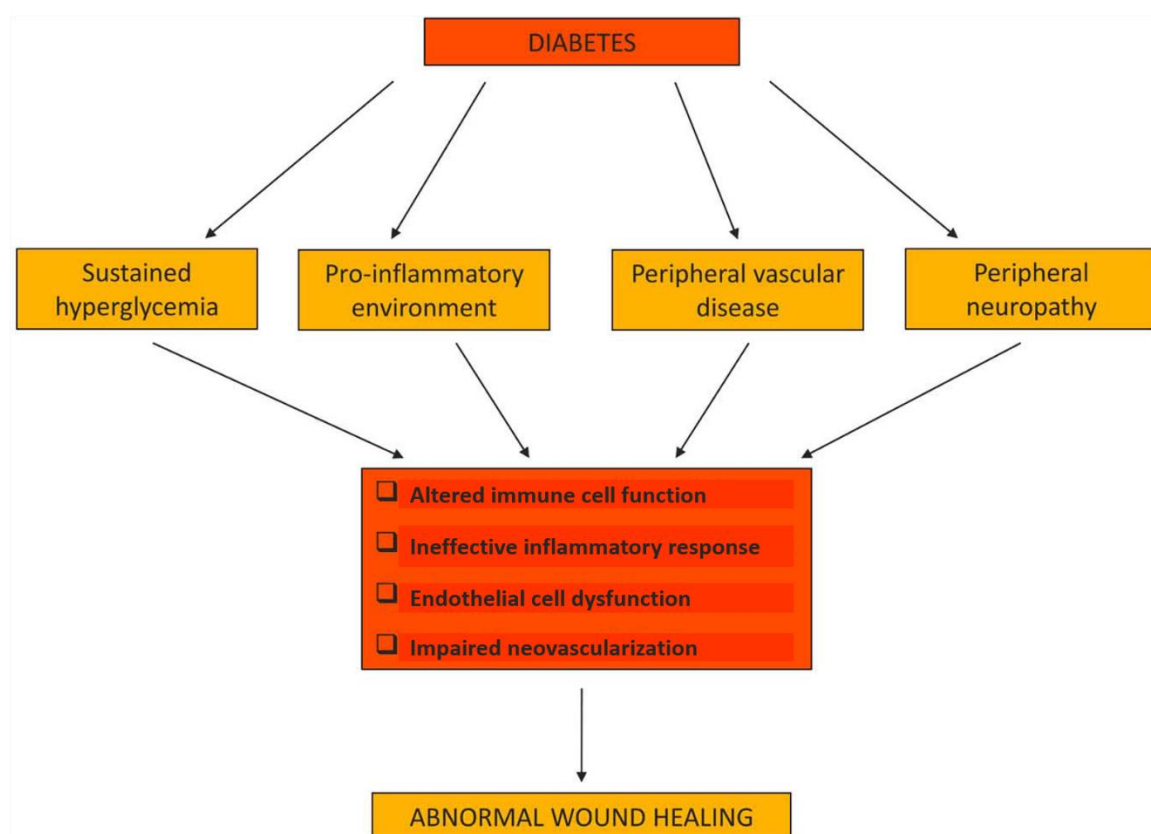 DIABETES
Sustained
hyperglycemia
Pro-inflammatory
environment
Peripheral vascular
disease
Peripheral
neuropathy
Altered immune cell function
Ineffective inflammatory response
Endothelial cell dysfunction
Impaired neovascularization
ABNORMAL WOUND HEALING